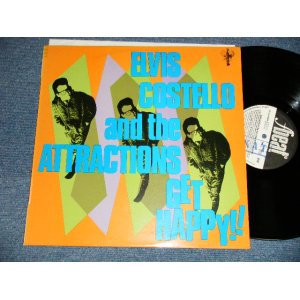 ELVIS
COSTELLO
and the
ATTRACTIONS
GET
HAPPY!!